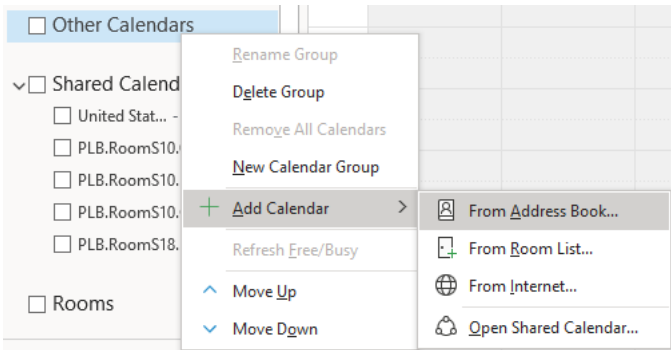 Other Calendars
Rename Group
Shared Calend
Delete Group
United Stat... -
Remove All Calendars
PLB.RoomS10.
New Calendar Group
PLB.RoomS10.
Add Calendar
From Address Book...
PLB.RoomS10.
From Room List...
PLB.RoomS18.
Refresh Free/Busy
From Internet...
Rooms
Move Up
Move Down
Open Shared Calendar...